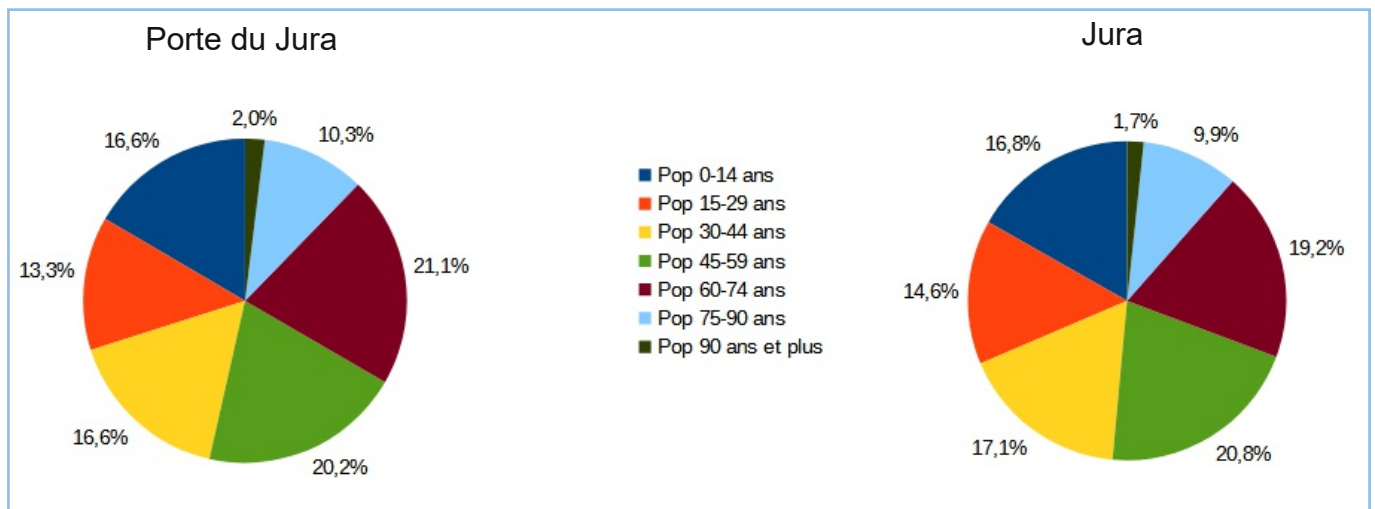 Porte du Jura
2,0%
10,3%
16,6%
21,1%
13,3%
16,6%
20,2%
Pop 0-14 ans
Pop 15-29 ans
Pop 30-44 ans
Pop 45-59 ans
Pop 60-74 ans
Pop 75-90 ans
Pop 90 ans et plus
Jura
1,7%
9,9%
16,8%
19,2%
14,6%
17,1%
20,8%